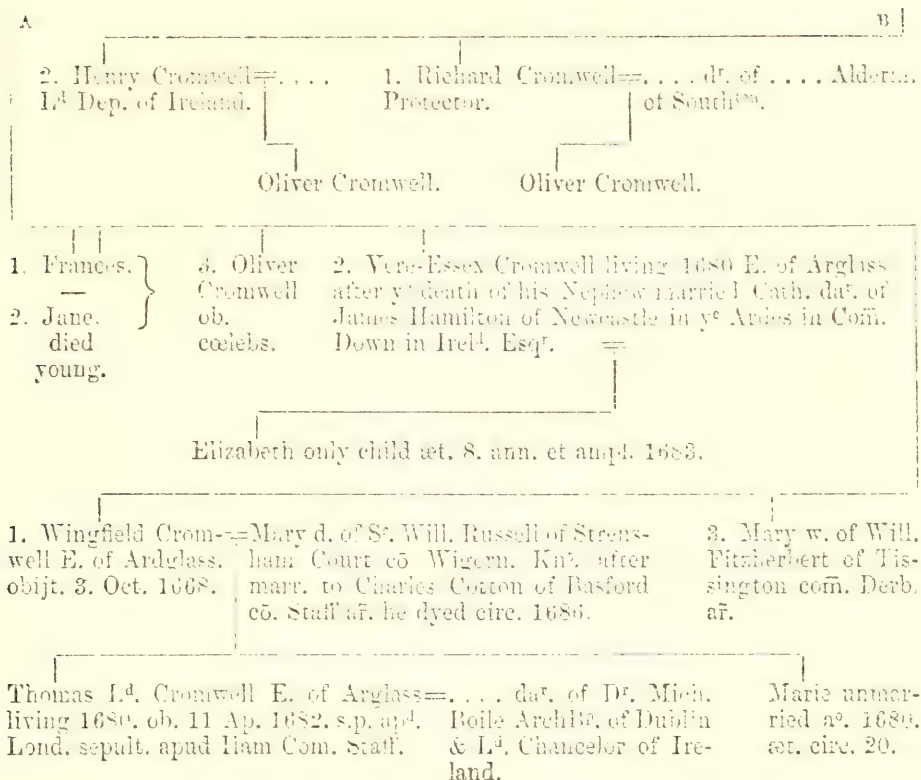 A B
2. Henry Cromwell=.... 1. Richard Cromwell=.... dʳ. of .... Alderm.
Lᵈ Dep. of Ireland. Protector. of Southᵗᵒⁿ.
Oliver Cromwell. Oliver Cromwell.
1. Frances. } 3. Oliver 2. Vere-Essex Cromwell living 1680 E. of Arglass
— Cromwell after yᵉ death of his Nephew married Cath. daʳ. of
2. Jane. ob. James Hamilton of Newcastle in yᵉ Ardes in Com̄.
died cœlebs. Down in Irelᵈ. Esqʳ. =
young.
Elizabeth only child æt. 8. ann. et ampl. 1683.
1. Wingfield Crom-=Mary d. of Sʳ. Will. Russell of Strens- 3. Mary w. of Will.
well E. of Ardglass. ham Court cō Wigorn. Knᵗ. after Fitzherbert of Tis-
obijt. 3. Oct. 1668. marr. to Charles Cotton of Basford sington com̄. Derb.
cō. Staff ar̄. he dyed circ. 1686. ar̄.
Thomas Lᵈ. Cromwell E. of Arglass=.... daʳ. of Dʳ. Mich. Marie unmar-
living 1680. ob. 11 Ap. 1682. s.p. apᵈ. Boile ArchBᵖ. of Dublin ried aᵒ. 1680.
Lond. sepult. apud Ilam Com. Staff. & Lᵈ. Chancelor of Ire- æt. circ. 20.
land.